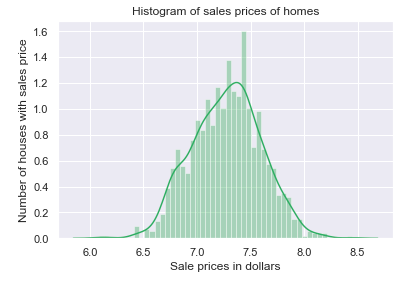 Histogram of sales prices of homes
Number of houses with sales price
1.6
1.4
1.2
1.0
0.8
0.6
0.4
0.2
0.0
6.0 6.5 7.0 7.5 8.0 8.5
Sale prices in dollars